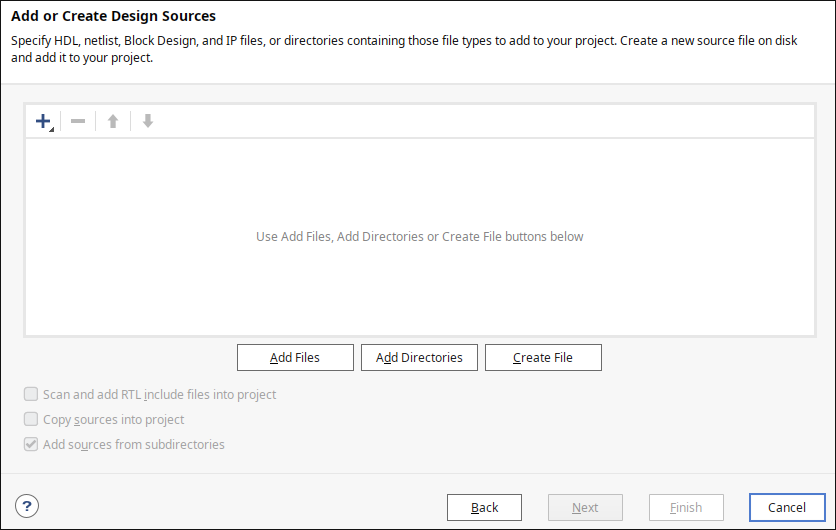 Add or Create Design Sources
Specify HDL, netlist, Block Design, and IP files, or directories containing those file types to add to your project. Create a new source file on disk
and add it to your project.
Use Add Files, Add Directories or Create File buttons below
Add Files
Add Directories
Create File
Scan and add RTL include files into project
Copy sources into project
Add sources from subdirectories
?
Back
Next
Finish
Cancel